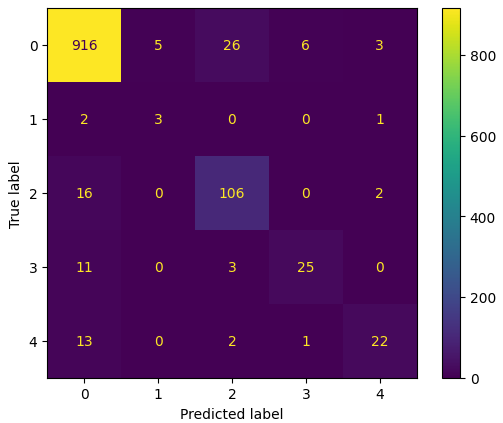 0 916 5 26 6 3
1 2 3 0 0 1
2 16 0 106 0 2
3 11 0 3 25 0
4 13 0 2 1 22
0 1 2 3 4
Predicted label
True label
800
600
400
200
0